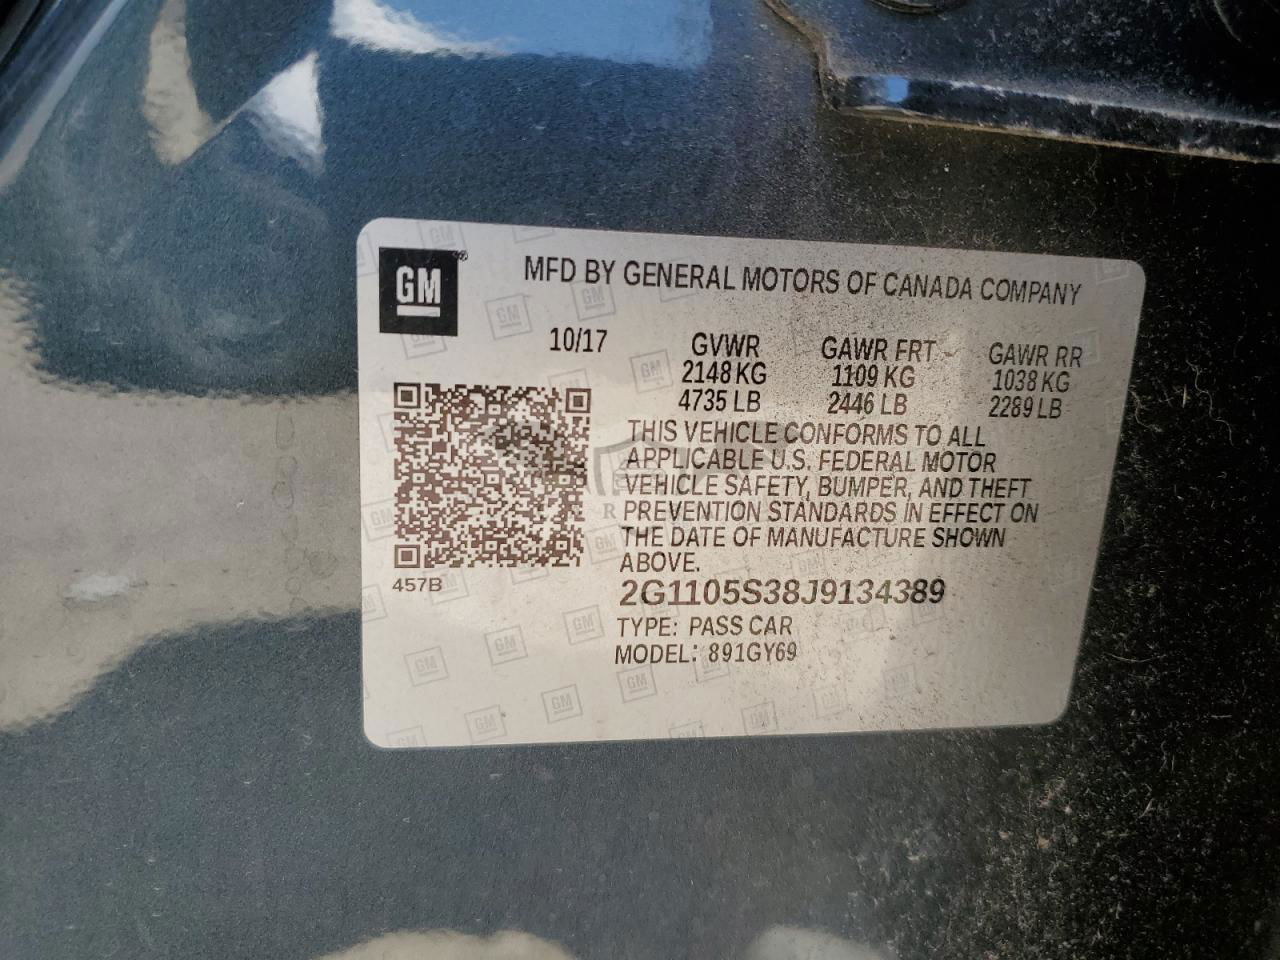 GM
MFD BY GENERAL MOTORS OF CANADA COMPANY
10/17 GVWR GAWR FRT GAWR RR
2148 KG 1109 KG 1038 KG
4735 LB 2446 LB 2289 LB
THIS VEHICLE CONFORMS TO ALL
APPLICABLE U.S. FEDERAL MOTOR
VEHICLE SAFETY, BUMPER, AND THEFT
PREVENTION STANDARDS IN EFFECT ON
THE DATE OF MANUFACTURE SHOWN
ABOVE.
457B
2G1105S38J9134389
TYPE: PASS CAR
MODEL: 891GY69